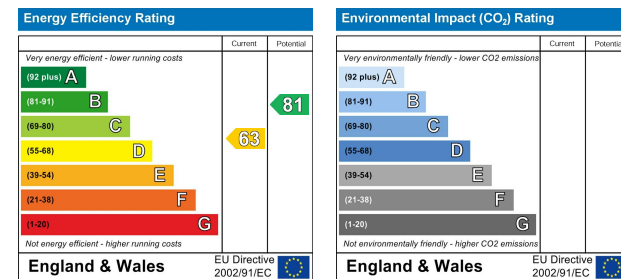 Energy Efficiency Rating
Current Potential
Very energy efficient - lower running costs
(92 plus) A
(81-91) B
(69-80) C
(55-68) D
(39-54) E
(21-38) F
(1-20) G
63
81
Not energy efficient - higher running costs
England & Wales
EU Directive
2002/91/EC
Environmental Impact (CO₂) Rating
Current Potential
Very environmentally friendly - lower CO2 emissions
(92 plus) A
(81-91) B
(69-80) C
(55-68) D
(39-54) E
(21-38) F
(1-20) G
Not environmentally friendly - higher CO2 emissions
England & Wales
EU Directive
2002/91/EC